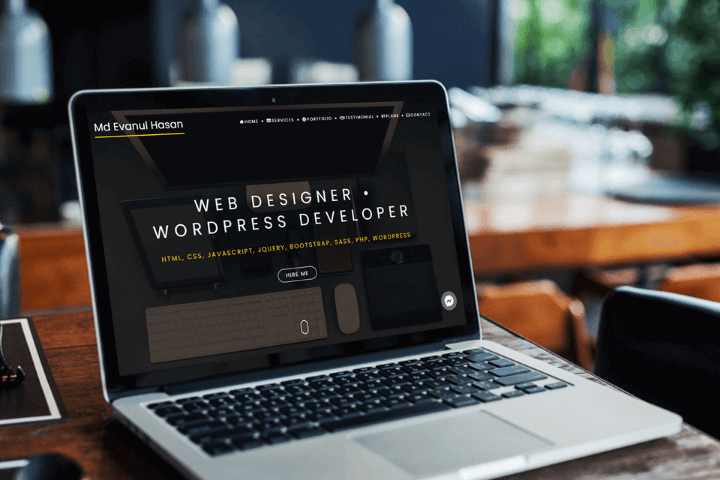 Md Evanul Hasan
HOME • SERVICES • PORTFOLIO • TESTIMONIAL • PLANS • CONTACT
WEB DESIGNER •
WORDPRESS DEVELOPER
HTML, CSS, JAVASCRIPT, JQUERY, BOOTSTRAP, SASS, PHP, WORDPRESS
HIRE ME